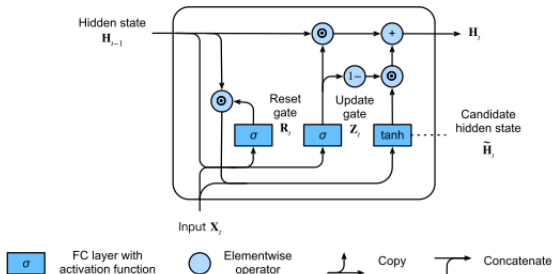 Hidden state
H_{t−1}
H_t
⊙
+
1−
⊙
⊙
Reset
gate
R_t
Update
gate
Z_t
Candidate
hidden state
H̃_t
σ
σ
tanh
Input X_t
σ
FC layer with
activation function
Elementwise
operator
Copy
Concatenate